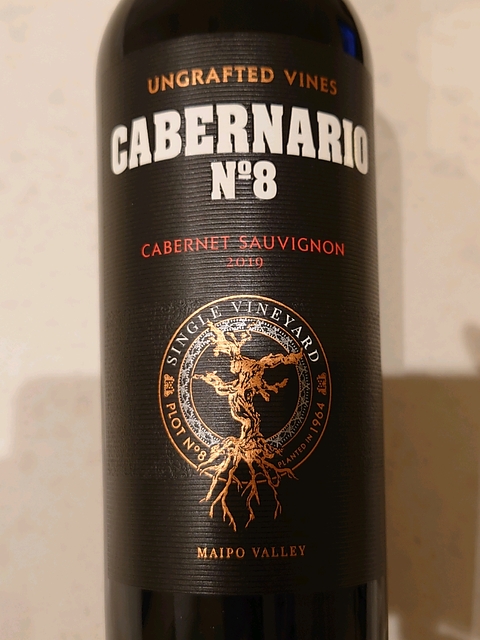 UNGRAFTED VINES
CABERNARIO
Nº8
CABERNET SAUVIGNON
2019
SINGLE VINEYARD
PLOT Nº8
PLANTED IN 1964
MAIPO VALLEY